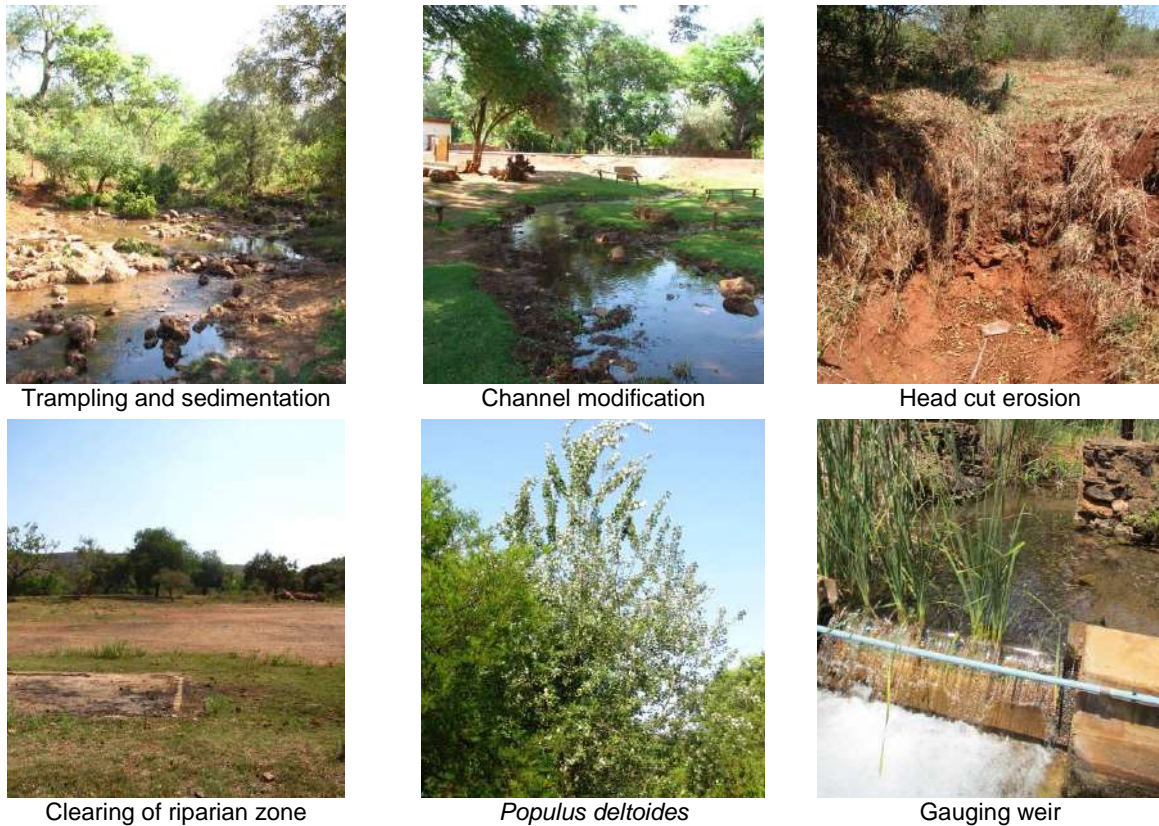 Trampling and sedimentation
Channel modification
Head cut erosion
Clearing of riparian zone
Populus deltoides
Gauging weir